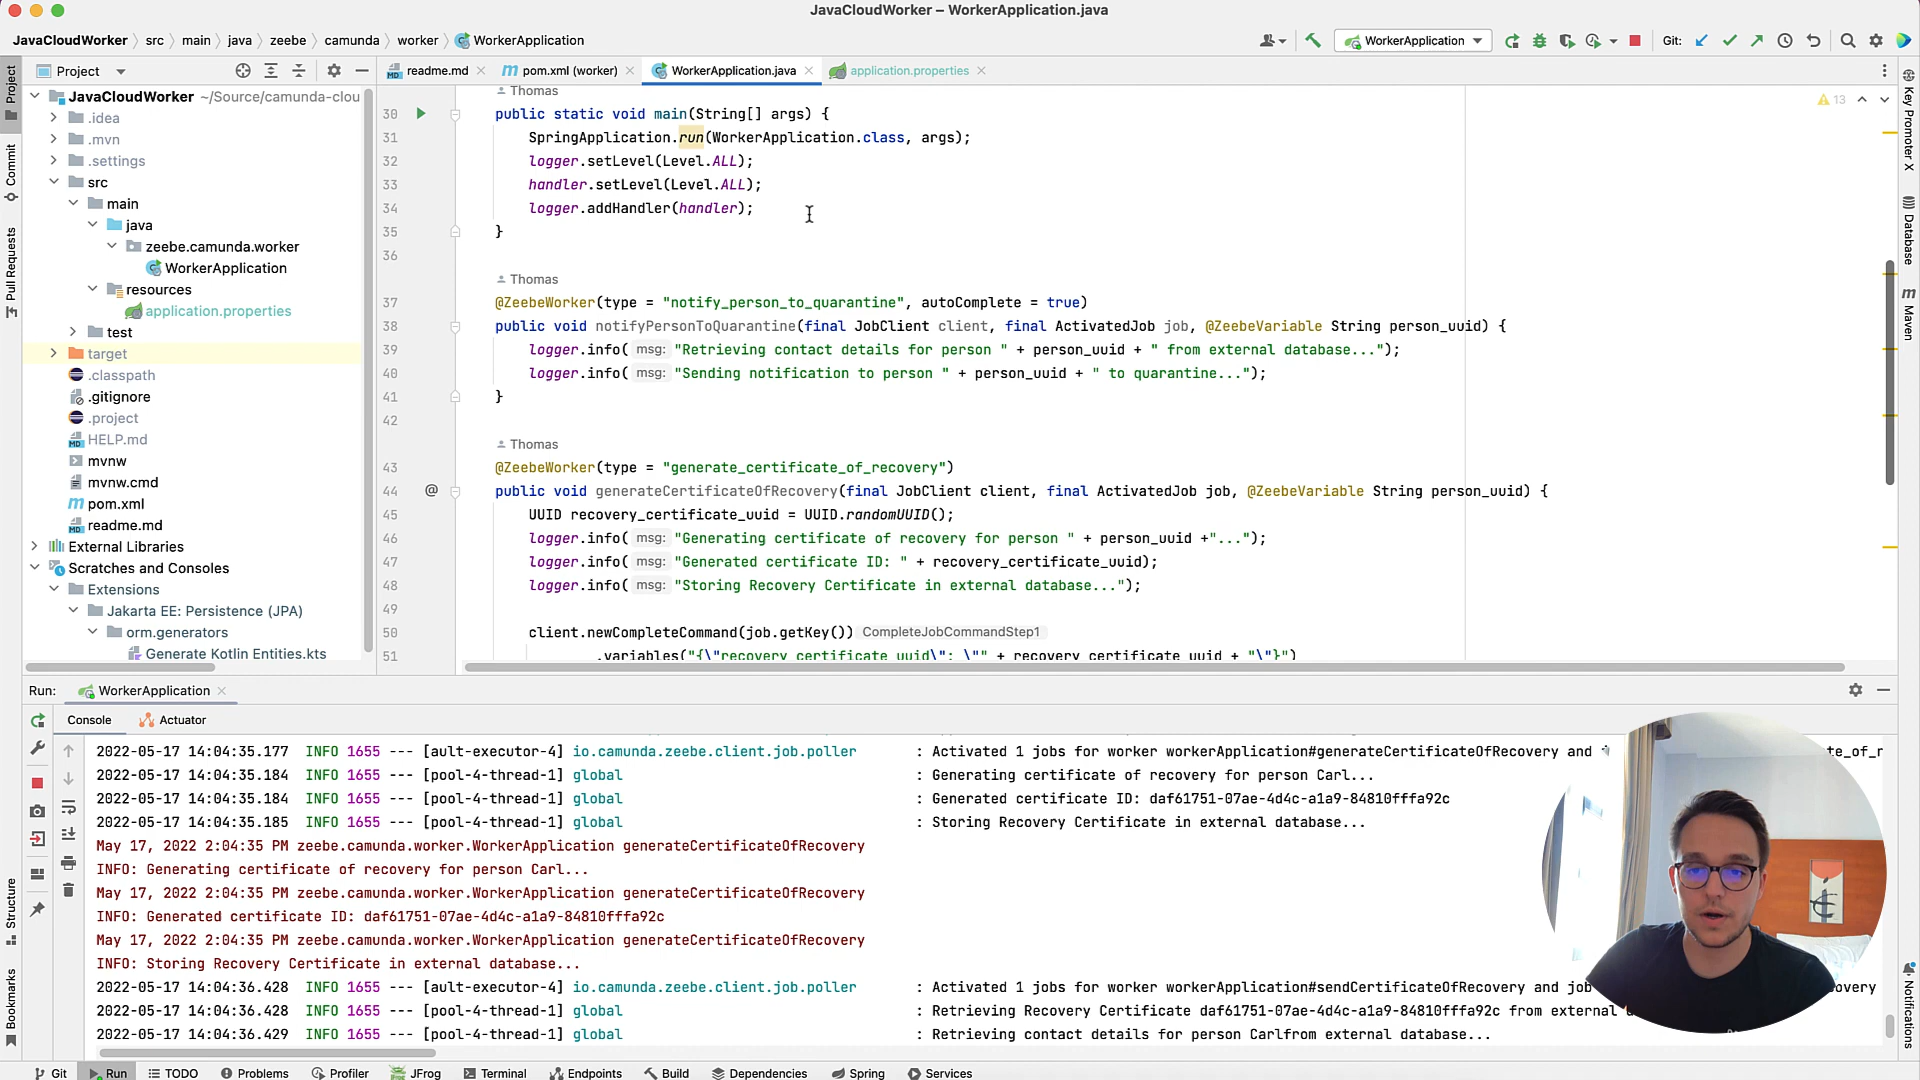 JavaCloudWorker – WorkerApplication.java
JavaCloudWorker src main java zeebe camunda worker WorkerApplication
WorkerApplication
Git:
Project
readme.md
pom.xml (worker)
WorkerApplication.java
application.properties
Project
Commit
Pull Requests
Structure
Bookmarks
JavaCloudWorker ~/Source/camunda-clou
.idea
.mvn
.settings
src
main
java
zeebe.camunda.worker
WorkerApplication
resources
application.properties
test
target
.classpath
.gitignore
.project
HELP.md
mvnw
mvnw.cmd
pom.xml
readme.md
External Libraries
Scratches and Consoles
Extensions
Jakarta EE: Persistence (JPA)
orm.generators
Generate Kotlin Entities.kts
13
Thomas
30 public static void main(String[] args) {
31 SpringApplication.run(WorkerApplication.class, args);
32 logger.setLevel(Level.ALL);
33 handler.setLevel(Level.ALL);
34 logger.addHandler(handler);
35 }
36
Thomas
37 @ZeebeWorker(type = "notify_person_to_quarantine", autoComplete = true)
38 public void notifyPersonToQuarantine(final JobClient client, final ActivatedJob job, @ZeebeVariable String person_uuid) {
39 logger.info( msg: "Retrieving contact details for person " + person_uuid + " from external database...");
40 logger.info( msg: "Sending notification to person " + person_uuid + " to quarantine...");
41 }
42
Thomas
43 @ZeebeWorker(type = "generate_certificate_of_recovery")
44 @ public void generateCertificateOfRecovery(final JobClient client, final ActivatedJob job, @ZeebeVariable String person_uuid) {
45 UUID recovery_certificate_uuid = UUID.randomUUID();
46 logger.info( msg: "Generating certificate of recovery for person " + person_uuid +"...");
47 logger.info( msg: "Generated certificate ID: " + recovery_certificate_uuid);
48 logger.info( msg: "Storing Recovery Certificate in external database...");
49
50 client.newCompleteCommand(job.getKey()) CompleteJobCommandStep1
51 .variables("{\"recovery_certificate_uuid\": \"" + recovery_certificate_uuid + "\"}")
Key Promoter X
Database
Maven
Notifications
Run: WorkerApplication
Console Actuator
2022-05-17 14:04:35.177 INFO 1655 --- [ault-executor-4] io.camunda.zeebe.client.job.poller : Activated 1 jobs for worker workerApplication#generateCertificateOfRecovery and
2022-05-17 14:04:35.184 INFO 1655 --- [pool-4-thread-1] global : Generating certificate of recovery for person Carl...
2022-05-17 14:04:35.184 INFO 1655 --- [pool-4-thread-1] global : Generated certificate ID: daf61751-07ae-4d4c-a1a9-84810fffa92c
2022-05-17 14:04:35.185 INFO 1655 --- [pool-4-thread-1] global : Storing Recovery Certificate in external database...
May 17, 2022 2:04:35 PM zeebe.camunda.worker.WorkerApplication generateCertificateOfRecovery
INFO: Generating certificate of recovery for person Carl...
May 17, 2022 2:04:35 PM zeebe.camunda.worker.WorkerApplication generateCertificateOfRecovery
INFO: Generated certificate ID: daf61751-07ae-4d4c-a1a9-84810fffa92c
May 17, 2022 2:04:35 PM zeebe.camunda.worker.WorkerApplication generateCertificateOfRecovery
INFO: Storing Recovery Certificate in external database...
2022-05-17 14:04:36.428 INFO 1655 --- [ault-executor-4] io.camunda.zeebe.client.job.poller : Activated 1 jobs for worker workerApplication#sendCertificateOfRecovery and job overy
2022-05-17 14:04:36.428 INFO 1655 --- [pool-4-thread-1] global : Retrieving Recovery Certificate daf61751-07ae-4d4c-a1a9-84810fffa92c from external
2022-05-17 14:04:36.429 INFO 1655 --- [pool-4-thread-1] global : Retrieving contact details for person Carlfrom external database...
Git Run TODO Problems Profiler JFrog Terminal Endpoints Build Dependencies Spring Services